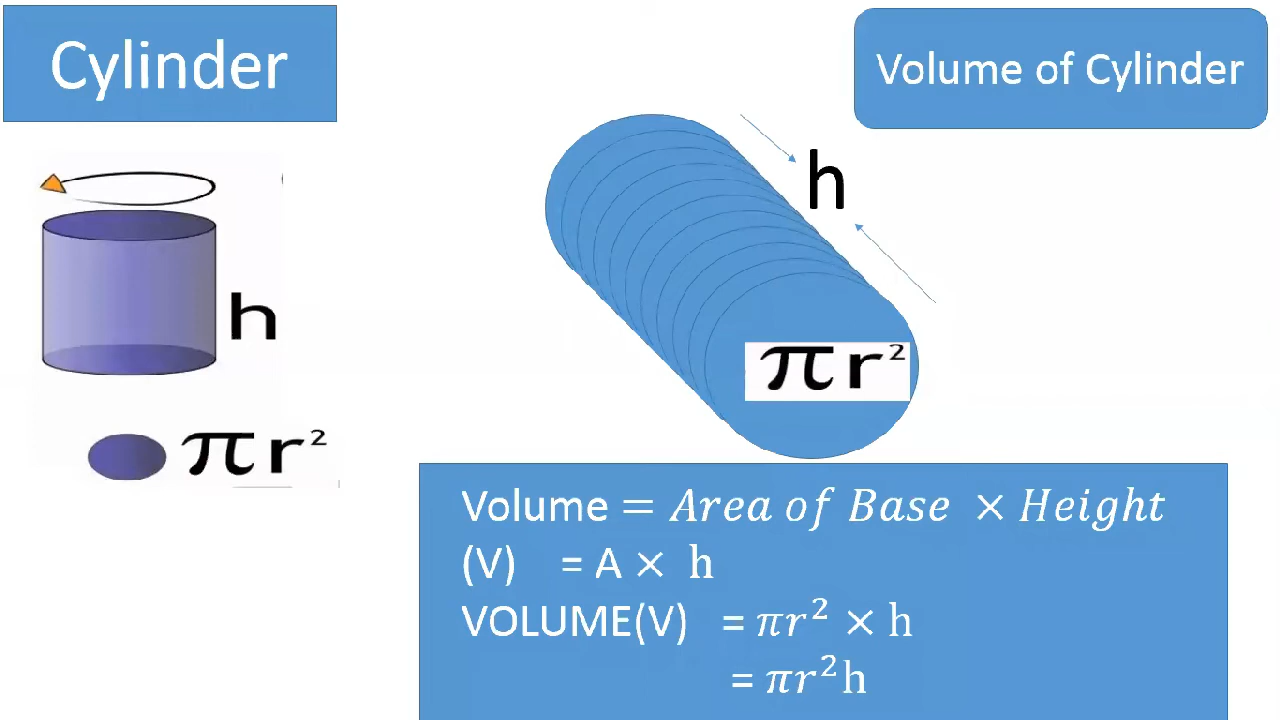 Cylinder
Volume of Cylinder
h
h
πr²
πr²
Volume = Area of Base × Height
(V) = A × h
VOLUME(V) = πr² × h
= πr²h